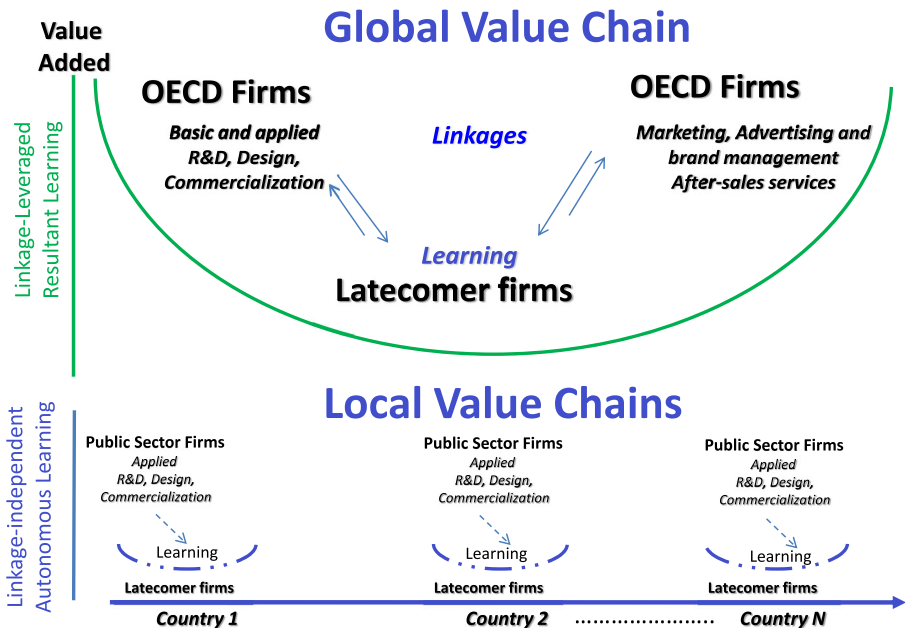 Global Value Chain
Value
Added
OECD Firms
Basic and applied
R&D, Design,
Commercialization
Linkages
OECD Firms
Marketing, Advertising and
brand management
After-sales services
Linkage-Leveraged
Resultant Learning
Learning
Latecomer firms
Local Value Chains
Linkage-independent
Autonomous Learning
Public Sector Firms
Applied
R&D, Design,
Commercialization
Learning
Latecomer firms
Country 1
Public Sector Firms
Applied
R&D, Design,
Commercialization
Learning
Latecomer firms
Country 2
........................
Public Sector Firms
Applied
R&D, Design,
Commercialization
Learning
Latecomer firms
Country N